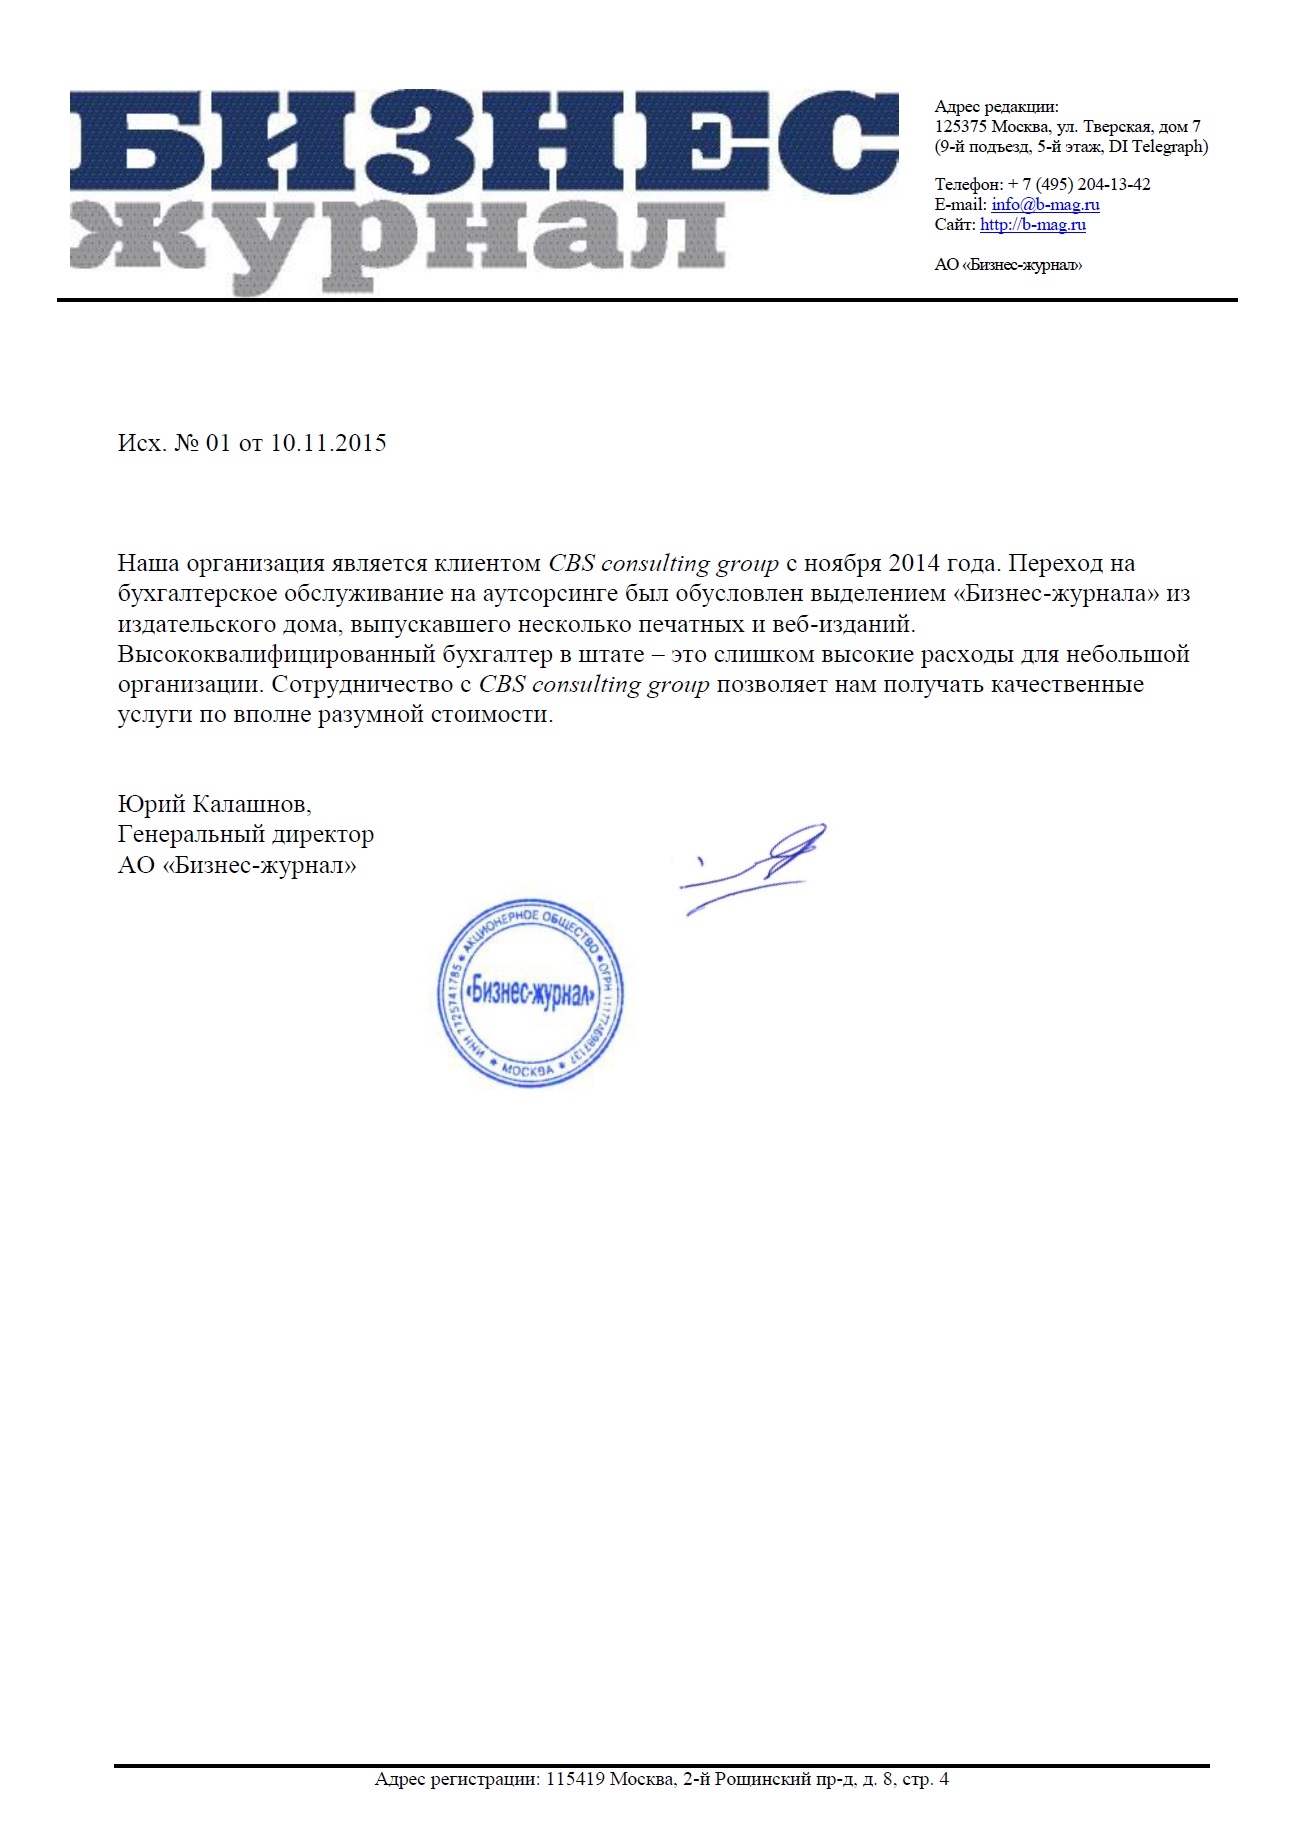 БИЗНЕС
журнал
Адрес редакции:
125375 Москва, ул. Тверская, дом 7
(9-й подъезд, 5-й этаж, DI Telegraph)
Телефон: + 7 (495) 204-13-42
E-mail: info@b-mag.ru
Сайт: http://b-mag.ru
АО «Бизнес-журнал»
Исх. № 01 от 10.11.2015
Наша организация является клиентом CBS consulting group с ноября 2014 года. Переход на
бухгалтерское обслуживание на аутсорсинге был обусловлен выделением «Бизнес-журнала» из
издательского дома, выпускавшего несколько печатных и веб-изданий.
Высококвалифицированный бухгалтер в штате – это слишком высокие расходы для небольшой
организации. Сотрудничество с CBS consulting group позволяет нам получать качественные
услуги по вполне разумной стоимости.
Юрий Калашнов,
Генеральный директор
АО «Бизнес-журнал»
АКЦИОНЕРНОЕ ОБЩЕСТВО
ОГРН
«Бизнес-журнал»
ИНН 7725741785
МОСКВА
Адрес регистрации: 115419 Москва, 2-й Рощинский пр-д, д. 8, стр. 4